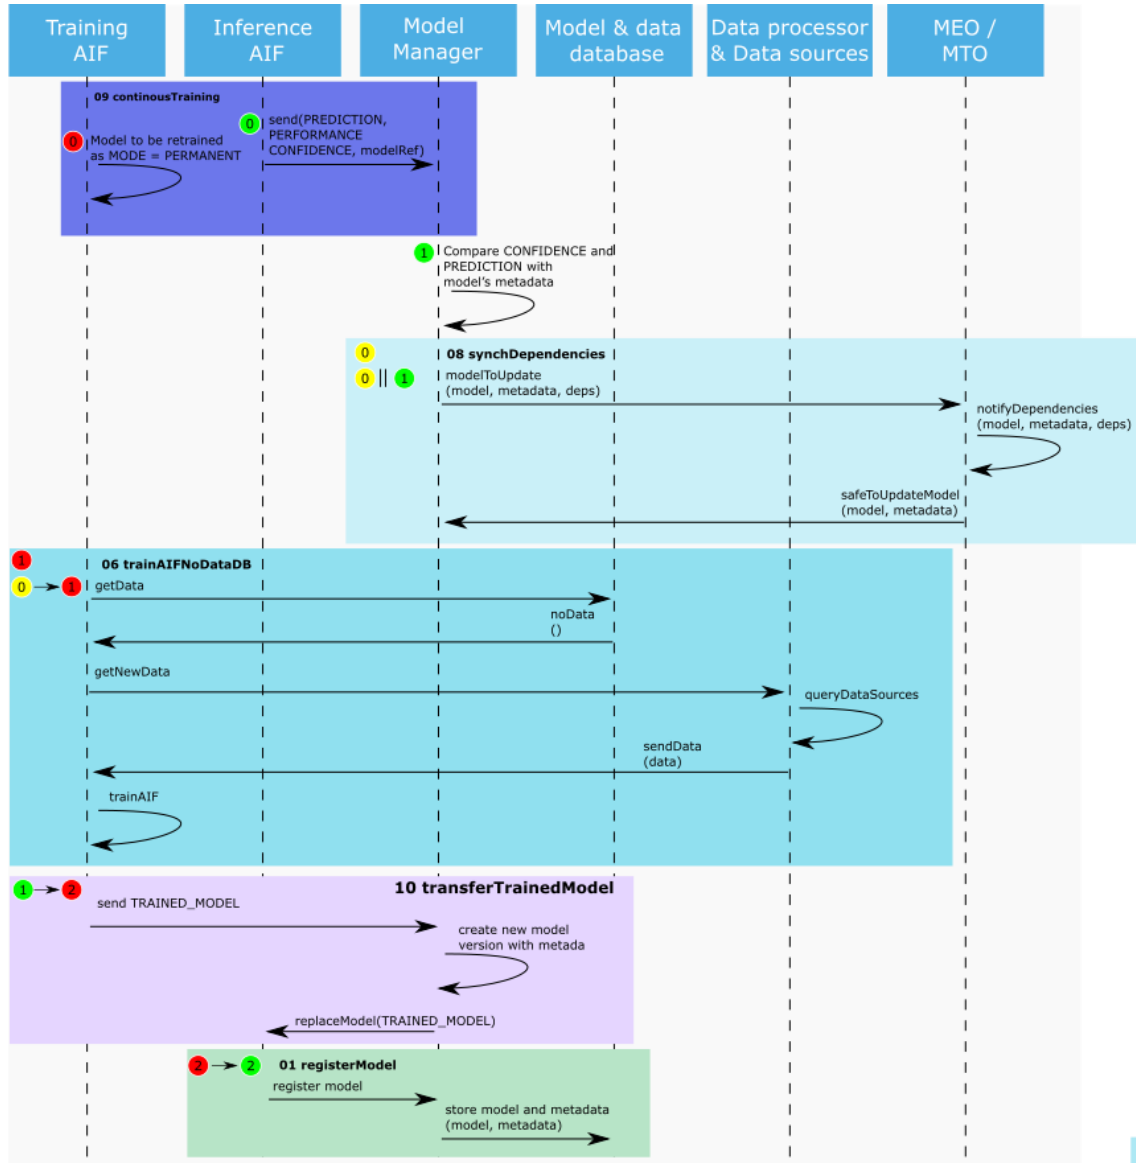 Training
AIF
Inference
AIF
Model
Manager
Model & data
database
Data processor
& Data sources
MEO /
MTO
09 continousTraining
0
Model to be retrained
as MODE = PERMANENT
0
send(PREDICTION,
PERFORMANCE
CONFIDENCE, modelRef)
1
Compare CONFIDENCE and
PREDICTION with
model's metadata
0
08 synchDependencies
0 || 1
modelToUpdate
(model, metadata, deps)
notifyDependencies
(model, metadata, deps)
safeToUpdateModel
(model, metadata)
1
06 trainAIFNoDataDB
0
1
getData
noData
()
getNewData
queryDataSources
sendData
(data)
trainAIF
1
2
10 transferTrainedModel
send TRAINED_MODEL
create new model
version with metada
replaceModel(TRAINED_MODEL)
2
2
01 registerModel
register model
store model and metadata
(model, metadata)